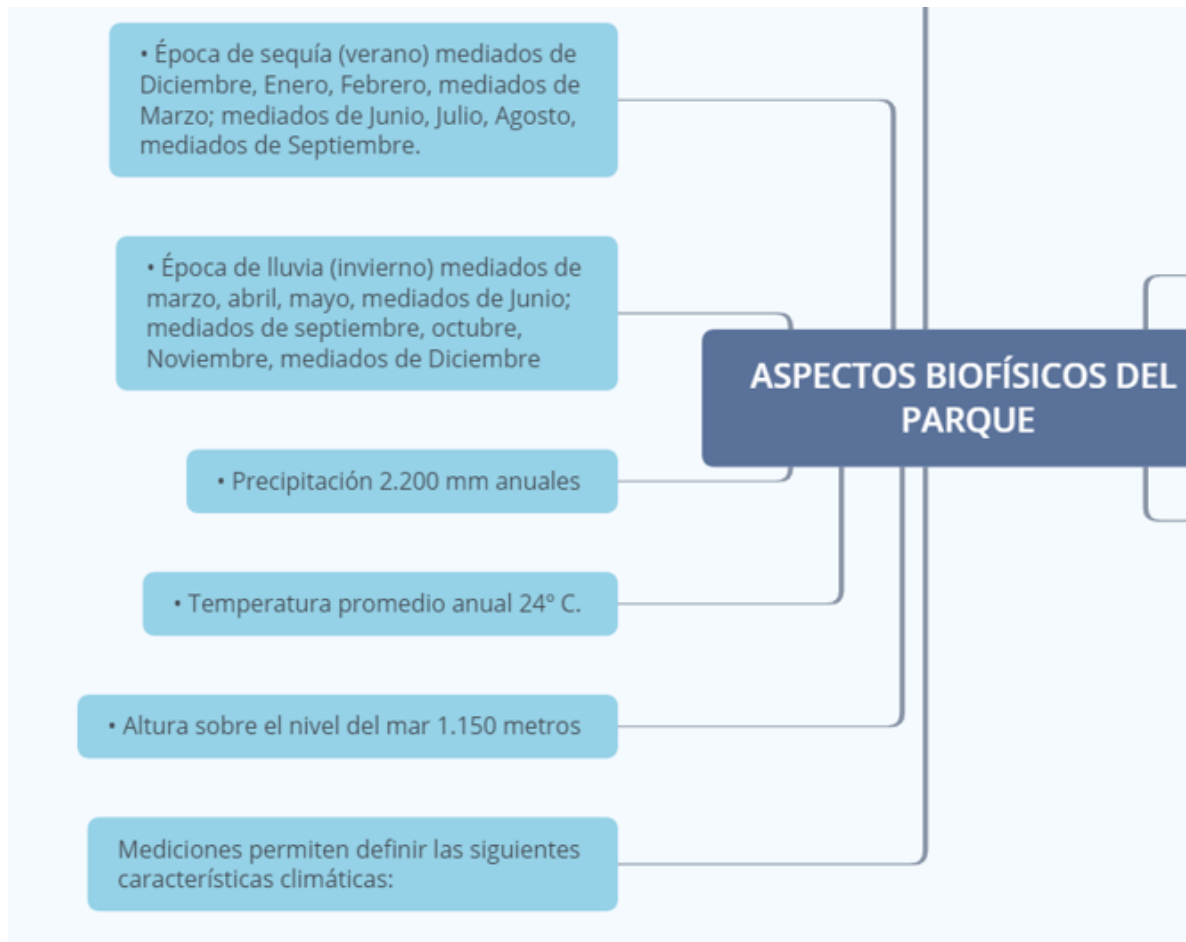 • Época de sequía (verano) mediados de
Diciembre, Enero, Febrero, mediados de
Marzo; mediados de Junio, Julio, Agosto,
mediados de Septiembre.
• Época de lluvia (invierno) mediados de
marzo, abril, mayo, mediados de Junio;
mediados de septiembre, octubre,
Noviembre, mediados de Diciembre
ASPECTOS BIOFÍSICOS DEL
PARQUE
• Precipitación 2.200 mm anuales
• Temperatura promedio anual 24º C.
• Altura sobre el nivel del mar 1.150 metros
Mediciones permiten definir las siguientes
características climáticas: